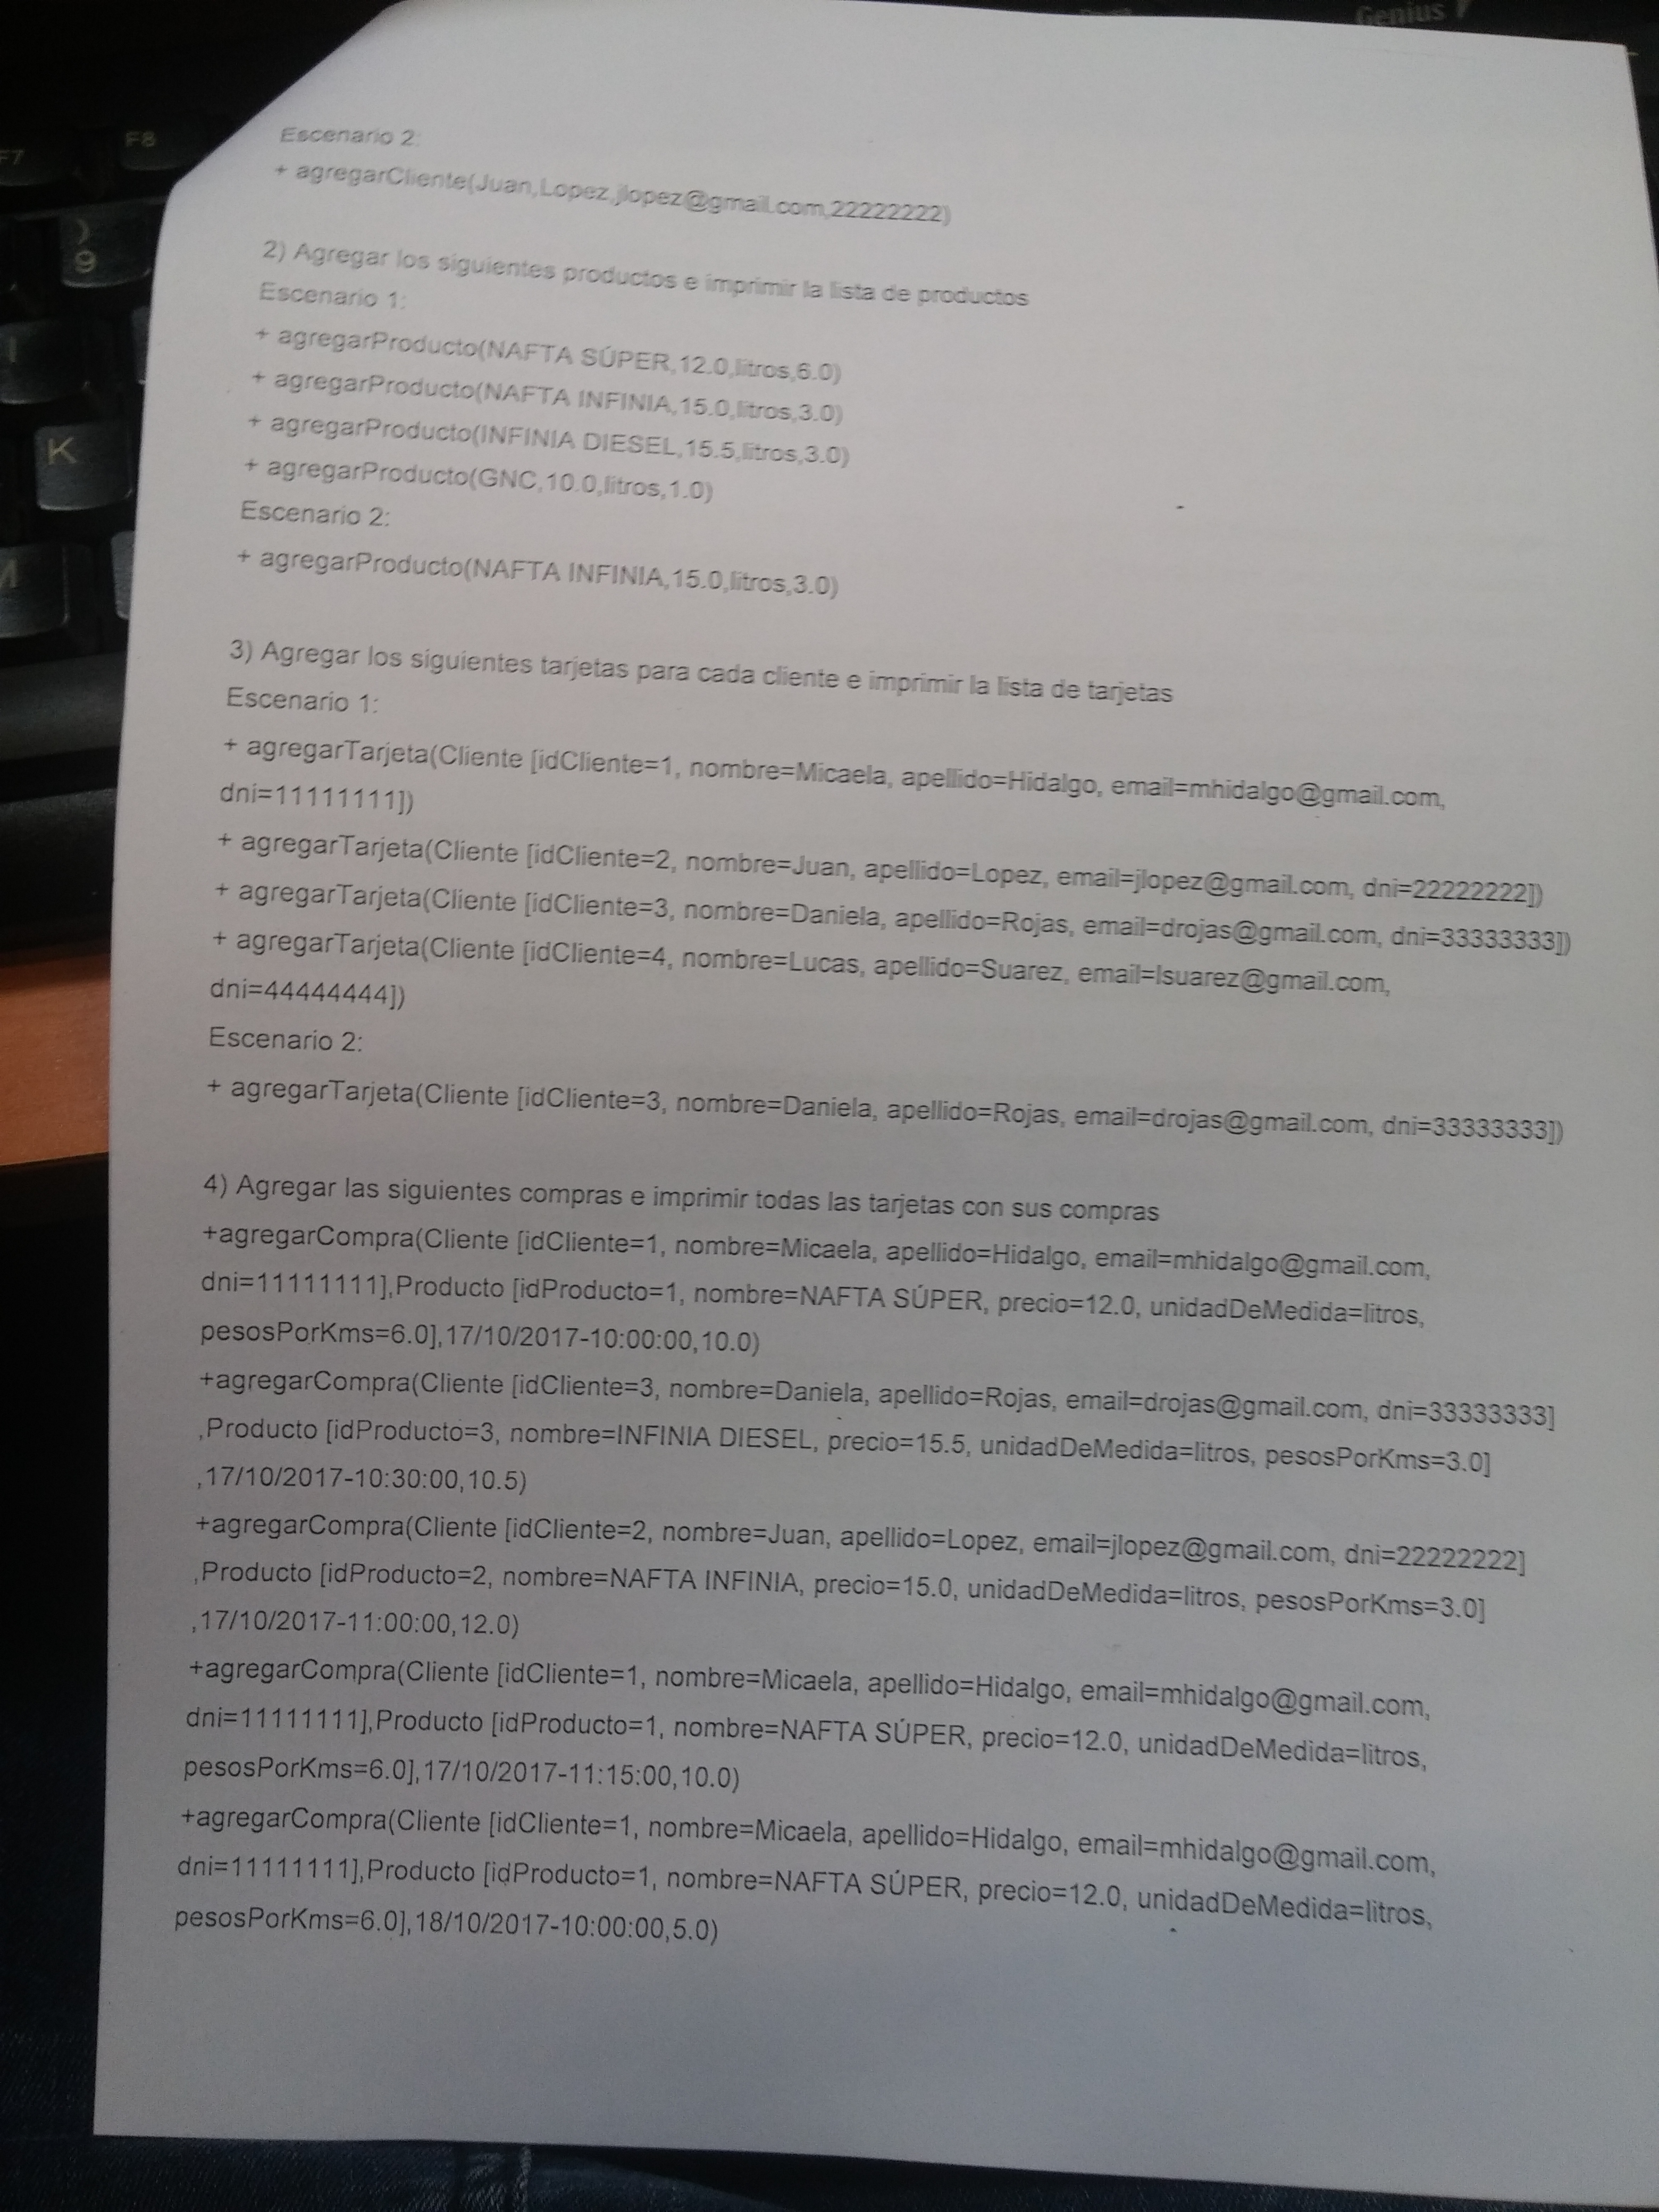 Genius
F7
F8
)
9
K
M
Escenario 2:
+ agregarCliente(Juan,Lopez,jlopez@gmail.com,22222222)
2) Agregar los siguientes productos e imprimir la lista de productos
Escenario 1:
+ agregarProducto(NAFTA SÚPER,12.0,litros,6.0)
+ agregarProducto(NAFTA INFINIA,15.0,litros,3.0)
+ agregarProducto(INFINIA DIESEL,15.5,litros,3.0)
+ agregarProducto(GNC,10.0,litros,1.0)
Escenario 2:
+ agregarProducto(NAFTA INFINIA,15.0,litros,3.0)
3) Agregar los siguientes tarjetas para cada cliente e imprimir la lista de tarjetas
Escenario 1:
+ agregarTarjeta(Cliente [idCliente=1, nombre=Micaela, apellido=Hidalgo, email=mhidalgo@gmail.com,
dni=11111111])
+ agregarTarjeta(Cliente [idCliente=2, nombre=Juan, apellido=Lopez, email=jlopez@gmail.com, dni=22222222])
+ agregarTarjeta(Cliente [idCliente=3, nombre=Daniela, apellido=Rojas, email=drojas@gmail.com, dni=33333333])
+ agregarTarjeta(Cliente [idCliente=4, nombre=Lucas, apellido=Suarez, email=lsuarez@gmail.com,
dni=44444444])
Escenario 2:
+ agregarTarjeta(Cliente [idCliente=3, nombre=Daniela, apellido=Rojas, email=drojas@gmail.com, dni=33333333])
4) Agregar las siguientes compras e imprimir todas las tarjetas con sus compras
+agregarCompra(Cliente [idCliente=1, nombre=Micaela, apellido=Hidalgo, email=mhidalgo@gmail.com,
dni=11111111],Producto [idProducto=1, nombre=NAFTA SÚPER, precio=12.0, unidadDeMedida=litros,
pesosPorKms=6.0],17/10/2017-10:00:00,10.0)
+agregarCompra(Cliente [idCliente=3, nombre=Daniela, apellido=Rojas, email=drojas@gmail.com, dni=33333333]
,Producto [idProducto=3, nombre=INFINIA DIESEL, precio=15.5, unidadDeMedida=litros, pesosPorKms=3.0]
,17/10/2017-10:30:00,10.5)
+agregarCompra(Cliente [idCliente=2, nombre=Juan, apellido=Lopez, email=jlopez@gmail.com, dni=22222222]
,Producto [idProducto=2, nombre=NAFTA INFINIA, precio=15.0, unidadDeMedida=litros, pesosPorKms=3.0]
,17/10/2017-11:00:00,12.0)
+agregarCompra(Cliente [idCliente=1, nombre=Micaela, apellido=Hidalgo, email=mhidalgo@gmail.com,
dni=11111111],Producto [idProducto=1, nombre=NAFTA SÚPER, precio=12.0, unidadDeMedida=litros,
pesosPorKms=6.0],17/10/2017-11:15:00,10.0)
+agregarCompra(Cliente [idCliente=1, nombre=Micaela, apellido=Hidalgo, email=mhidalgo@gmail.com,
dni=11111111],Producto [idProducto=1, nombre=NAFTA SÚPER, precio=12.0, unidadDeMedida=litros,
pesosPorKms=6.0],18/10/2017-10:00:00,5.0)